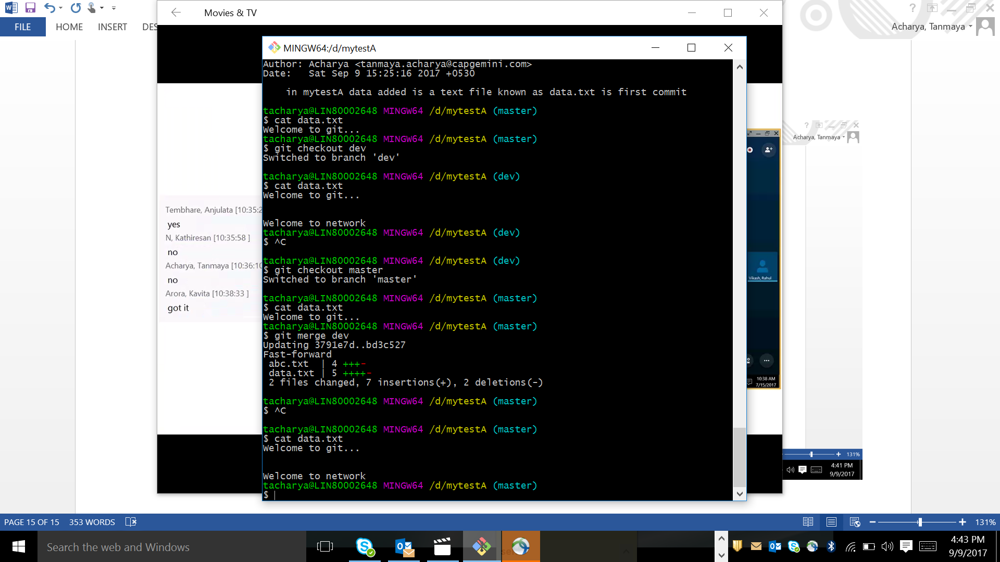 Movies & TV
FILE HOME INSERT DES
Acharya, Tanmaya
MINGW64:/d/mytestA
Author: Acharya <tanmaya.acharya@capgemini.com>
Date:   Sat Sep 9 15:25:16 2017 +0530
in mytestA data added is a text file known as data.txt is first commit
tacharya@LIN80002648 MINGW64 /d/mytestA (master)
$ cat data.txt
Welcome to git...
tacharya@LIN80002648 MINGW64 /d/mytestA (master)
$ git checkout dev
Switched to branch 'dev'
tacharya@LIN80002648 MINGW64 /d/mytestA (dev)
$ cat data.txt
Welcome to git...
Welcome to network
tacharya@LIN80002648 MINGW64 /d/mytestA (dev)
$ ^C
tacharya@LIN80002648 MINGW64 /d/mytestA (dev)
$ git checkout master
Switched to branch 'master'
tacharya@LIN80002648 MINGW64 /d/mytestA (master)
$ cat data.txt
Welcome to git...
tacharya@LIN80002648 MINGW64 /d/mytestA (master)
$ git merge dev
Updating 3791e7d..bd3c527
Fast-forward
abc.txt  | 4 +++-
data.txt | 5 ++++-
2 files changed, 7 insertions(+), 2 deletions(-)
tacharya@LIN80002648 MINGW64 /d/mytestA (master)
$ ^C
tacharya@LIN80002648 MINGW64 /d/mytestA (master)
$ cat data.txt
Welcome to git...
Welcome to network
tacharya@LIN80002648 MINGW64 /d/mytestA (master)
$
Tembhare, Anjulata [10:35:2
yes
N, Kathiresan [10:35:58 ]
no
Acharya, Tanmaya [10:36:10
no
Arora, Kavita [10:38:33 ]
got it
Acharya, Tanmaya
Vikash, Rahul
10:38 AM
7/15/2017
131%
4:41 PM
9/9/2017
PAGE 15 OF 15 353 WORDS
131%
Search the web and Windows
4:43 PM
9/9/2017